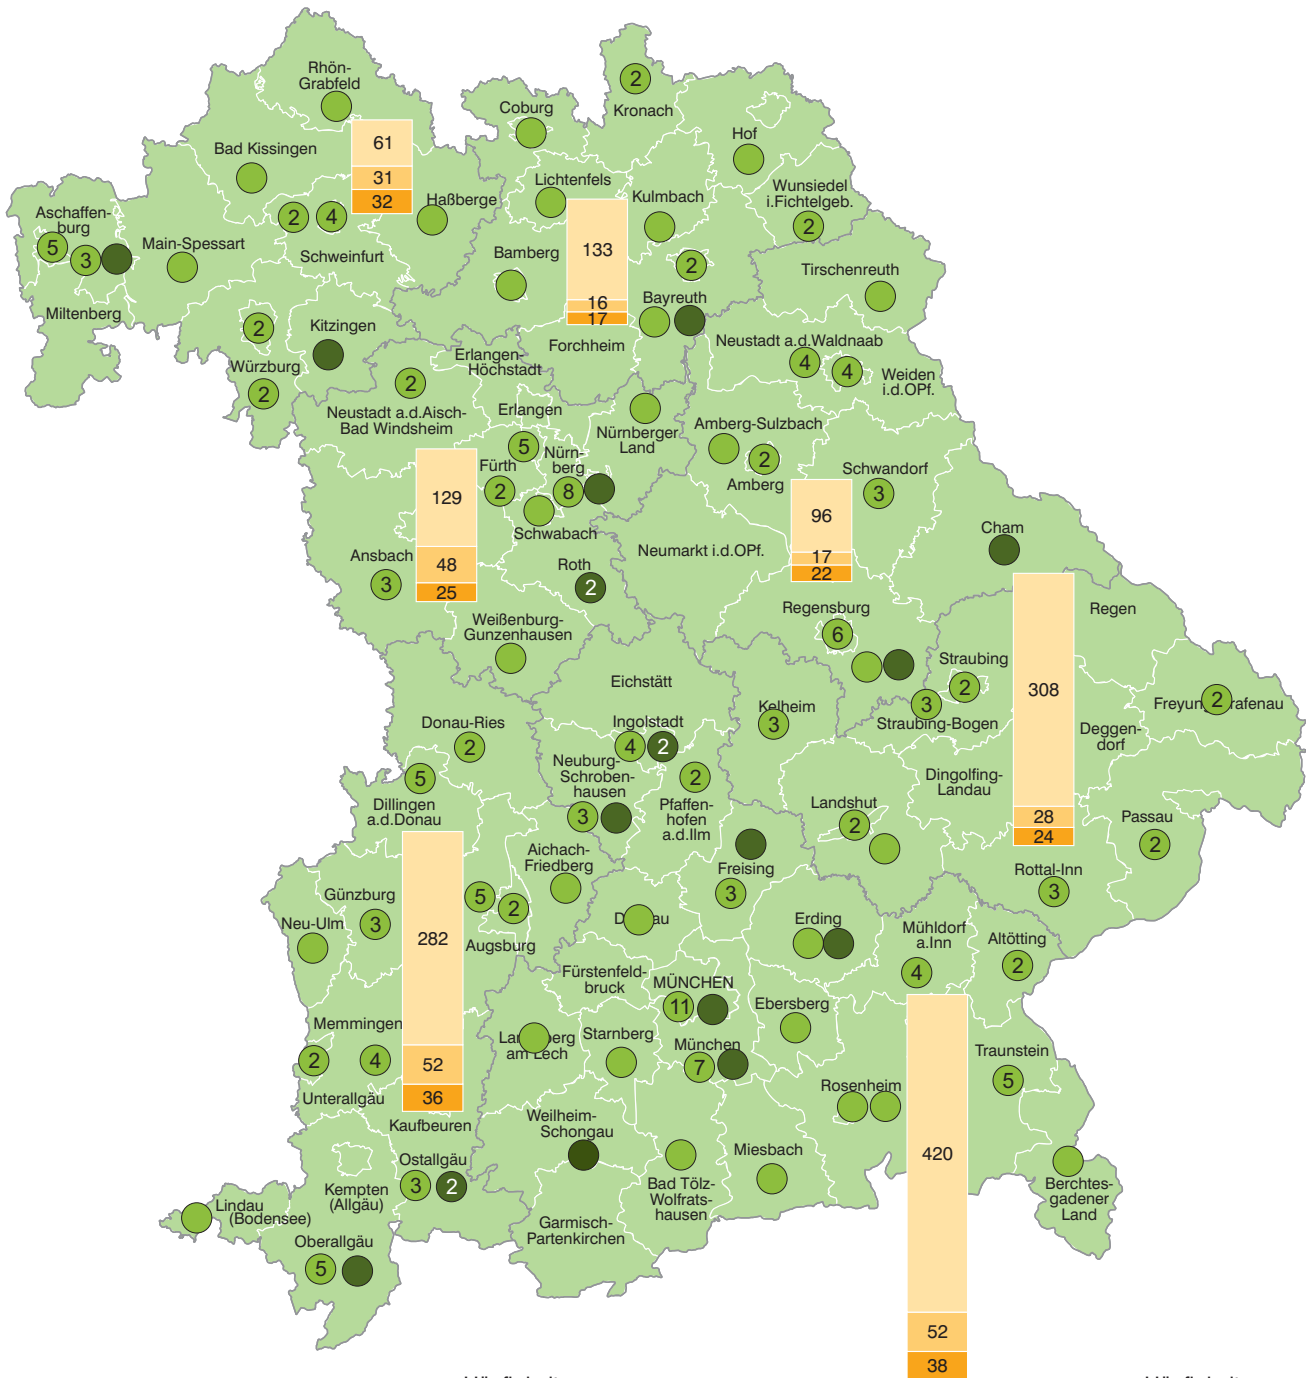 Rhön-
Grabfeld
2
Kronach
Coburg
Hof
61
31
32
Bad Kissingen
Lichtenfels
Kulmbach
Wunsiedel
i.Fichtelgeb.
2
Haßberge
2
4
Schweinfurt
Aschaffen-
burg
5
3
Main-Spessart
Miltenberg
133
16
17
Bamberg
2
Bayreuth
Tirschenreuth
2
Würzburg
2
Kitzingen
Forchheim
Erlangen-
Höchstadt
Neustadt a.d.Waldnaab
4
4
Weiden
i.d.OPf.
2
Neustadt a.d.Aisch-
Bad Windsheim
Erlangen
5
Nürnberger
Land
Amberg-Sulzbach
2
Amberg
Schwandorf
3
Fürth
2
Nürn-
berg
8
Schwabach
129
48
25
96
17
22
Cham
Neumarkt i.d.OPf.
Ansbach
3
Roth
2
Weißenburg-
Gunzenhausen
Regensburg
6
Regen
308
28
24
Straubing
2
3
Straubing-Bogen
Eichstätt
Kelheim
3
2
Deggen-
dorf
Donau-Ries
2
Ingolstadt
4
2
Neuburg-
Schroben-
hausen
3
2
Pfaffen-
hofen
a.d.Ilm
5
Dillingen
a.d.Donau
Dingolfing-
Landau
Landshut
2
Passau
2
282
52
36
Aichach-
Friedberg
Freising
3
Rottal-Inn
3
Günzburg
3
5
2
Augsburg
Neu-Ulm
Erding
Mühldorf
a.Inn
4
Altötting
2
Fürstenfeld-
bruck
MÜNCHEN
11
Ebersberg
420
52
38
Memmingen
2
4
Unterallgäu
am Lech
Starnberg
München
7
Traunstein
5
Rosenheim
Kaufbeuren
Weilheim-
Schongau
Miesbach
Ostallgäu
3
2
Kempten
(Allgäu)
Bad Tölz-
Wolfrats-
hausen
Berchtes-
gadener
Land
Lindau
(Bodensee)
Garmisch-
Partenkirchen
Oberallgäu
5